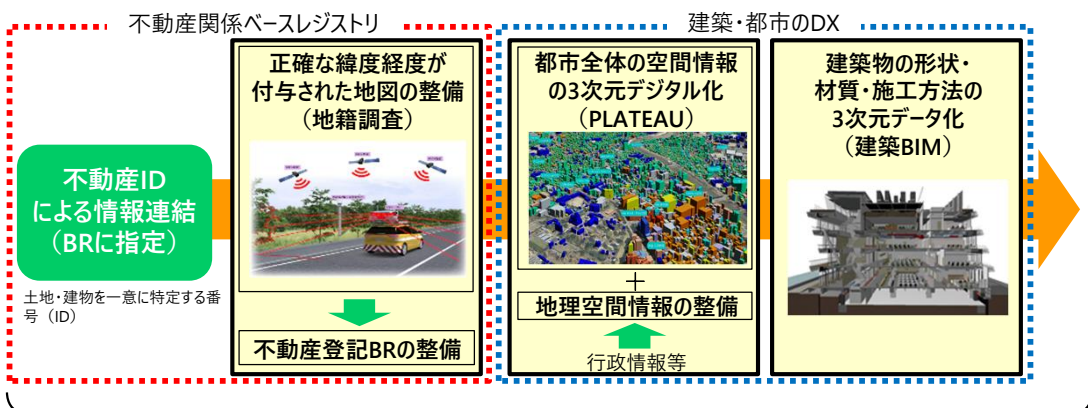 不動産関係ベースレジストリ
建築・都市のDX
不動産ID
による情報連結
（BRに指定）
土地・建物を一意に特定する番
号（ID）
正確な緯度経度が
付与された地図の整備
（地籍調査）
不動産登記BRの整備
都市全体の空間情報
の3次元デジタル化
（PLATEAU）
＋
地理空間情報の整備
行政情報等
建築物の形状・
材質・施工方法の
3次元データ化
（建築BIM）